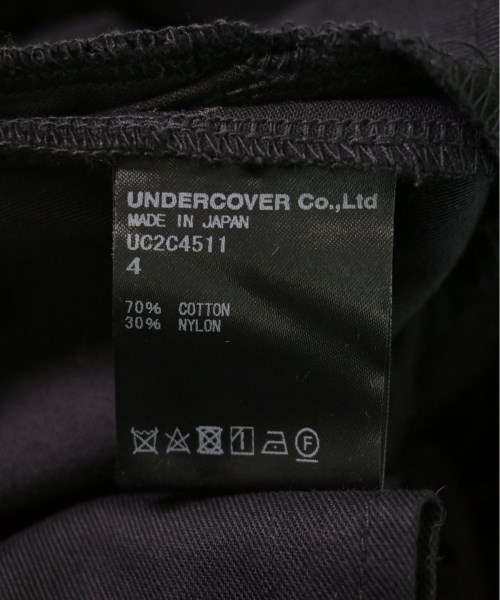 UNDERCOVER Co.,Ltd
MADE IN JAPAN
UC2C4511
4
70% COTTON
30% NYLON
F